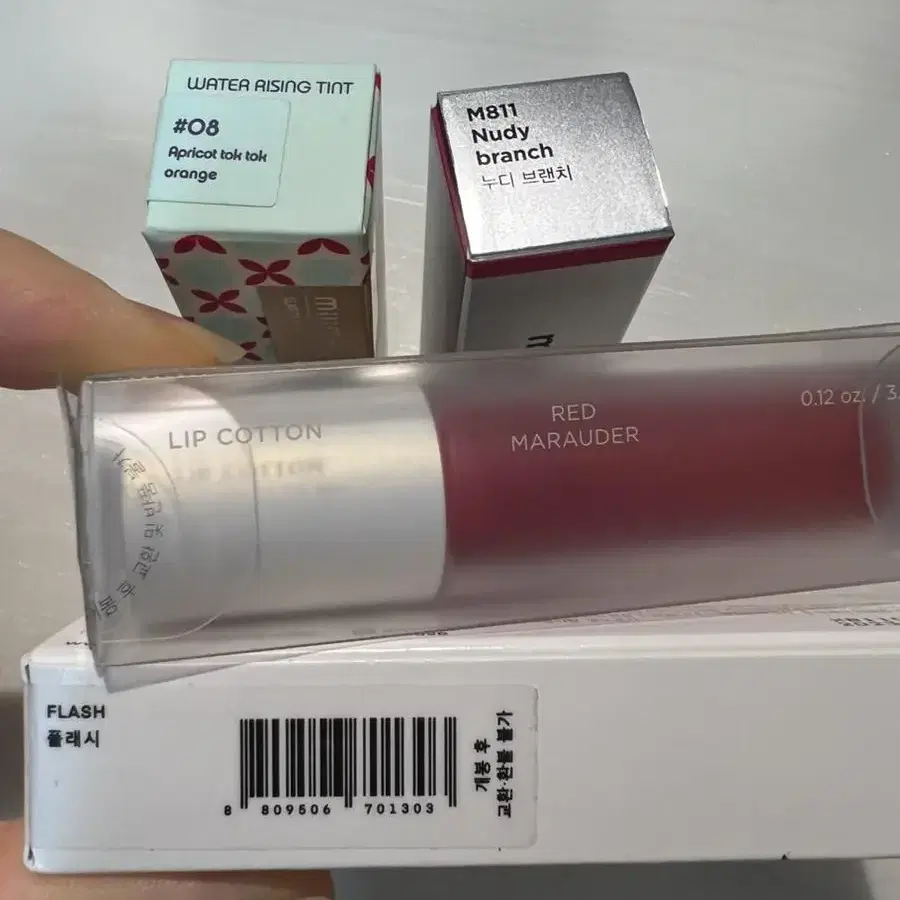 WATER RISING TINT
#08
Apricot tok tok
orange
M811
Nudy
branch
누디 브랜치
LIP COTTON
RED
MARAUDER
0.12 oz. / 3.
FLASH
플래시
8 809506 701303
개봉 후
교환·환불 불가